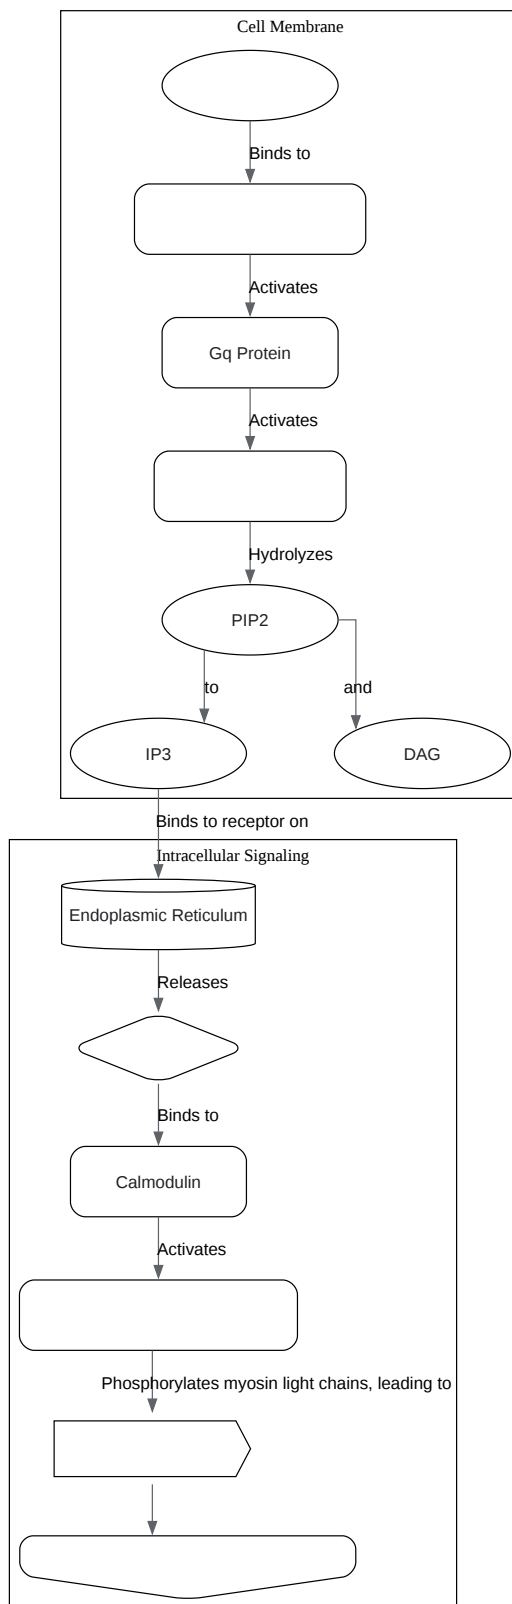 Cell Membrane
Binds to
Activates
Gq Protein
Activates
Hydrolyzes
PIP2
to
and
IP3
DAG
Binds to receptor on
Intracellular Signaling
Endoplasmic Reticulum
Releases
Binds to
Calmodulin
Activates
Phosphorylates myosin light chains, leading to